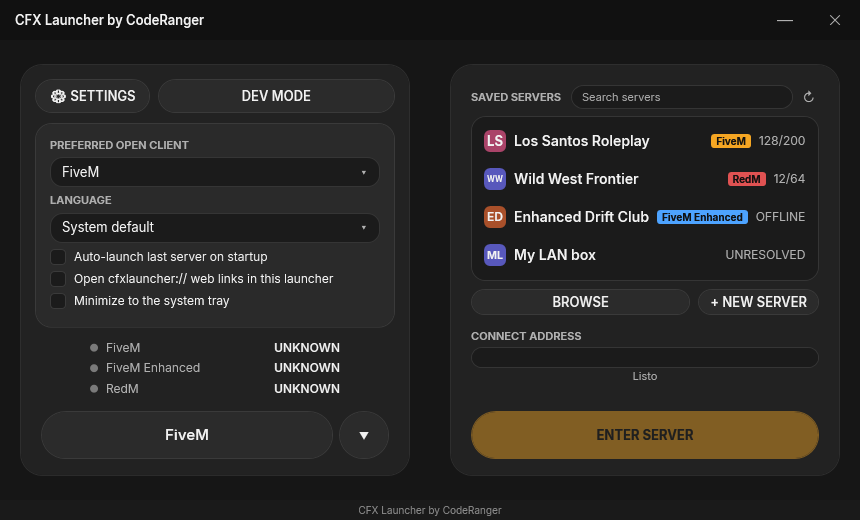 CFX Launcher by CodeRanger
SETTINGS
DEV MODE
PREFERRED OPEN CLIENT
FiveM
LANGUAGE
System default
Auto-launch last server on startup
Open cfxlauncher:// web links in this launcher
Minimize to the system tray
FiveM UNKNOWN
FiveM Enhanced UNKNOWN
RedM UNKNOWN
FiveM
SAVED SERVERS
Search servers
LS Los Santos Roleplay FiveM 128/200
WW Wild West Frontier RedM 12/64
ED Enhanced Drift Club FiveM Enhanced OFFLINE
ML My LAN box UNRESOLVED
BROWSE
+ NEW SERVER
CONNECT ADDRESS
Listo
ENTER SERVER
CFX Launcher by CodeRanger